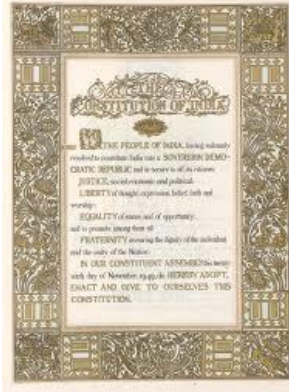 THE
CONSTITUTION OF INDIA
WE, THE PEOPLE OF INDIA, having solemnly
resolved to constitute India into a SOVEREIGN DEMO-
CRATIC REPUBLIC and to secure to all its citizens:
JUSTICE, social, economic and political;
LIBERTY of thought, expression, belief, faith and
worship;
EQUALITY of status and of opportunity;
and to promote among them all
FRATERNITY assuring the dignity of the individual
and the unity of the Nation;
IN OUR CONSTITUENT ASSEMBLY this twenty-
sixth day of November, 1949, do HEREBY ADOPT,
ENACT AND GIVE TO OURSELVES THIS
CONSTITUTION.